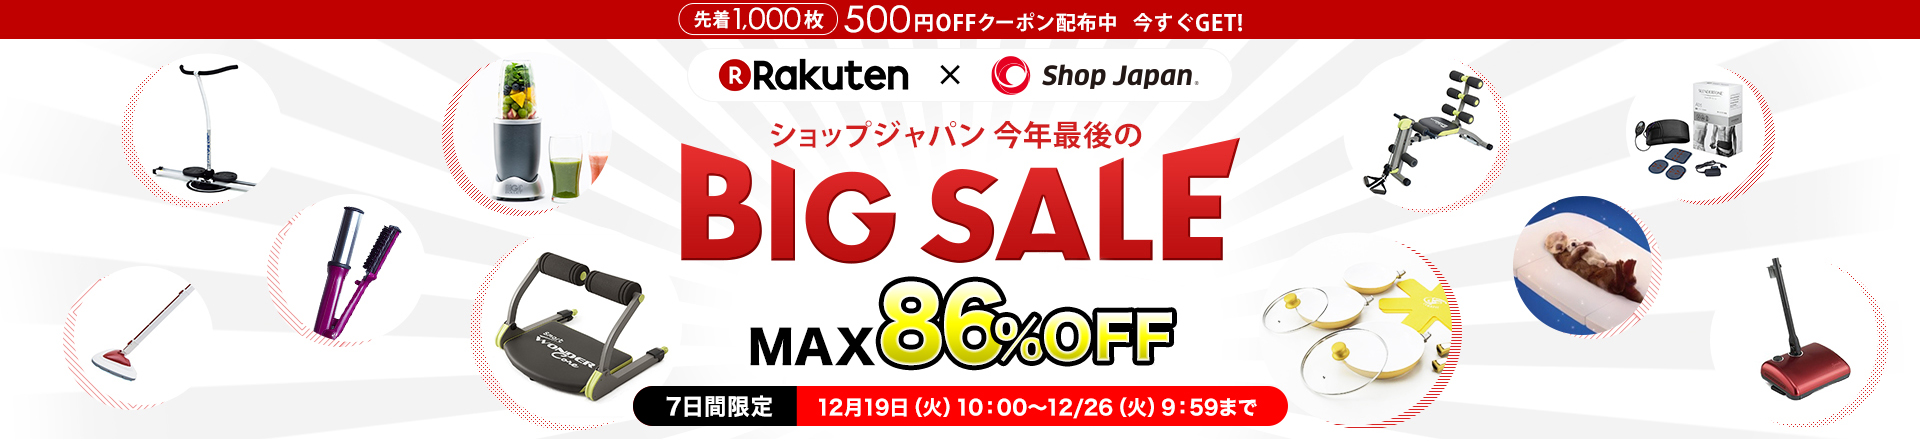 先着1,000枚 500円OFFクーポン配布中 今すぐGET!
Rakuten × Shop Japan
ショップジャパン 今年最後の
BIG SALE
MAX86%OFF
7日間限定 12月19日（火）10：00〜12/26（火）9：59まで
Smart
WONDER
Core